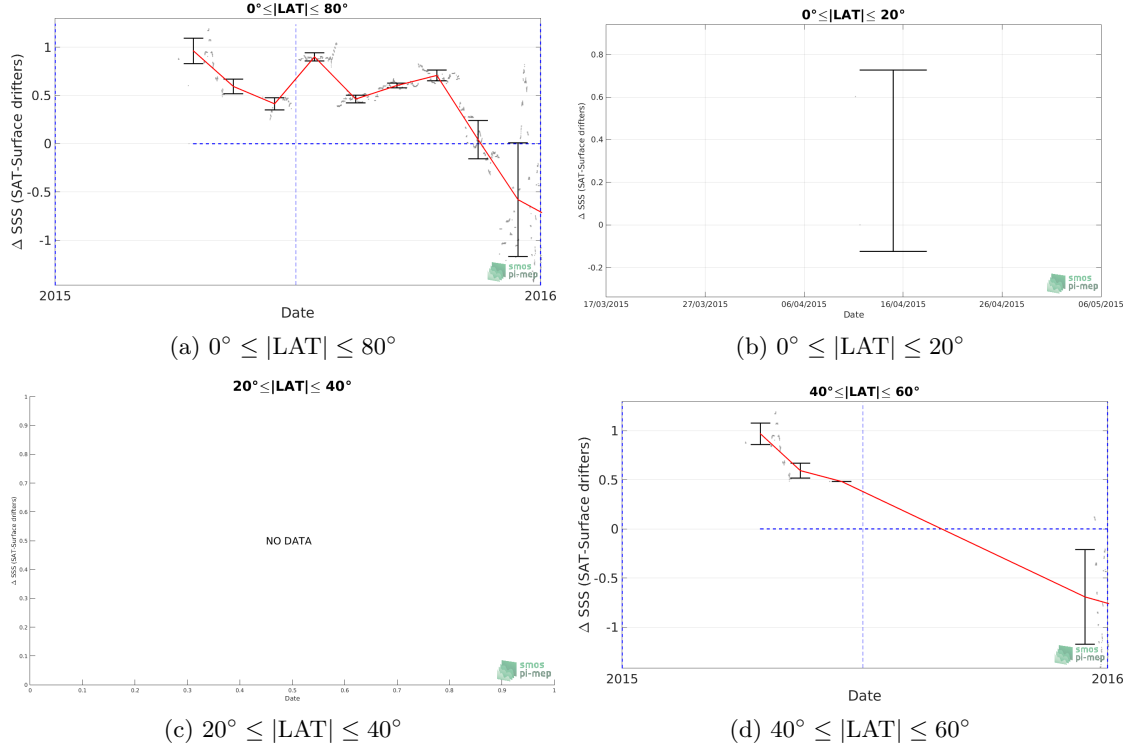 0°≤|LAT|≤ 80°
Δ SSS (SAT-Surface drifters)
1
0.5
0
-0.5
-1
2015
2016
Date
smos
pi-mep
(a) 0° ≤ |LAT| ≤ 80°
0°≤|LAT|≤ 20°
Δ SSS (SAT-Surface drifters)
0.8
0.6
0.4
0.2
0
-0.2
17/03/2015
27/03/2015
06/04/2015
16/04/2015
26/04/2015
06/05/2015
Date
smos
pi-mep
(b) 0° ≤ |LAT| ≤ 20°
20°≤|LAT|≤ 40°
Δ SSS (SAT-Surface drifters)
1
0.9
0.8
0.7
0.6
0.5
0.4
0.3
0.2
0.1
0
NO DATA
0
0.1
0.2
0.3
0.4
0.5
0.6
0.7
0.8
0.9
1
Date
smos
pi-mep
(c) 20° ≤ |LAT| ≤ 40°
40°≤|LAT|≤ 60°
Δ SSS (SAT-Surface drifters)
1
0.5
0
-0.5
-1
2015
2016
Date
smos
pi-mep
(d) 40° ≤ |LAT| ≤ 60°